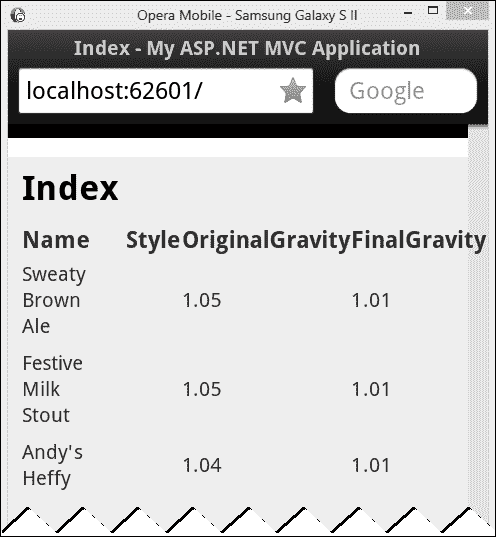 Opera Mobile - Samsung Galaxy S II
Index - My ASP.NET MVC Application
localhost:62601/
Google
Index
Name Style OriginalGravity FinalGravity
Sweaty
Brown 1.05 1.01
Ale
Festive
Milk 1.05 1.01
Stout
Andy's
Heffy 1.04 1.01